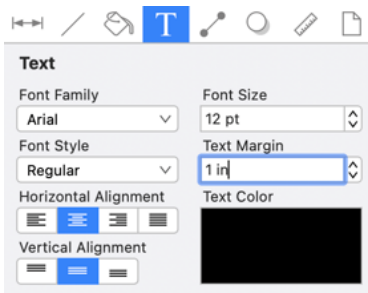 T
Text
Font Family Font Size
Arial 12 pt
Font Style Text Margin
Regular 1 in
Horizontal Alignment Text Color
Vertical Alignment